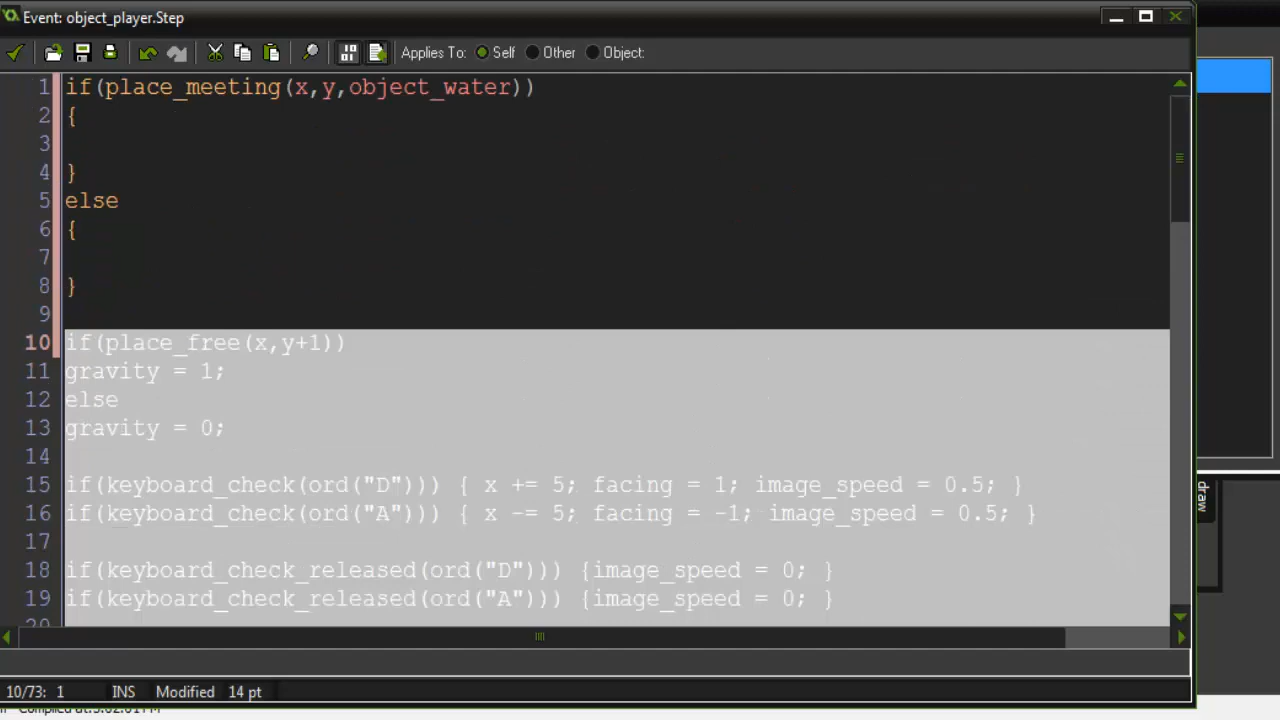 Event: object_player.Step
Applies To: Self Other Object:
1 if(place_meeting(x,y,object_water))
2 {
3
4 }
5 else
6 {
7
8 }
9
10 if(place_free(x,y+1))
11 gravity = 1;
12 else
13 gravity = 0;
14
15 if(keyboard_check(ord("D"))) { x += 5; facing = 1; image_speed = 0.5; }
16 if(keyboard_check(ord("A"))) { x -= 5; facing = -1; image_speed = 0.5; }
17
18 if(keyboard_check_released(ord("D"))) {image_speed = 0; }
19 if(keyboard_check_released(ord("A"))) {image_speed = 0; }
20
draw
10/73: 1 INS Modified 14 pt